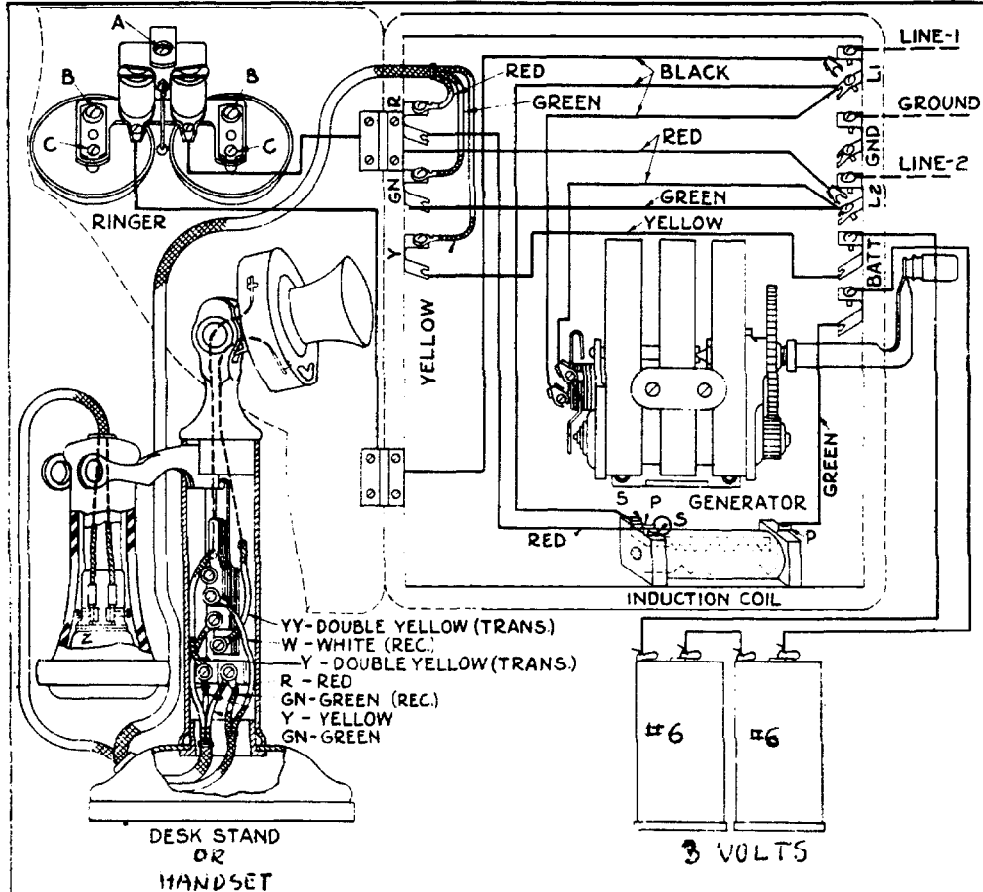 A
B
B
C
C
RINGER
RED
BLACK
GREEN
RED
GREEN
YELLOW
R
GN
Y
YELLOW
LINE-1
L1
GROUND
GND
LINE-2
L2
BATT
GREEN
S P GENERATOR
S
P
RED
INDUCTION COIL
+
+
Z
YY-DOUBLE YELLOW (TRANS.)
W - WHITE (REC.)
Y - DOUBLE YELLOW (TRANS.)
R - RED
GN-GREEN (REC.)
Y - YELLOW
GN-GREEN
DESK STAND
OR
HANDSET
#6
#6
3 VOLTS